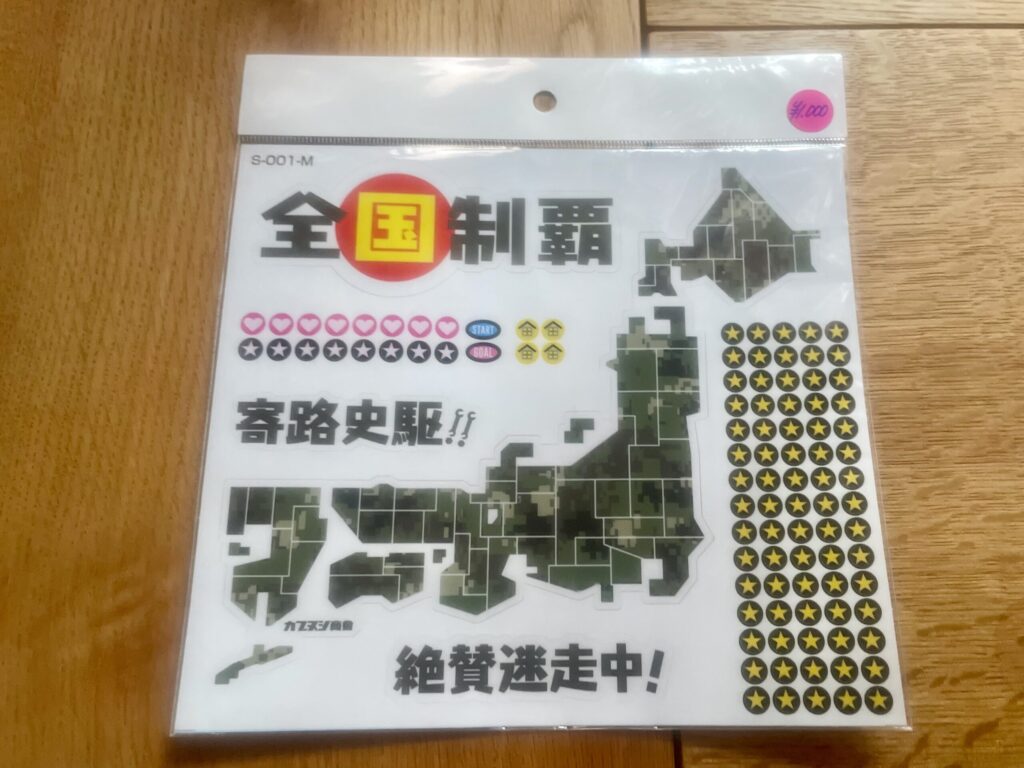 ¥1,000
S-001-M
全国制覇
START
GOAL
寄路史駆!!
カブヌシ商会
絶賛迷走中!